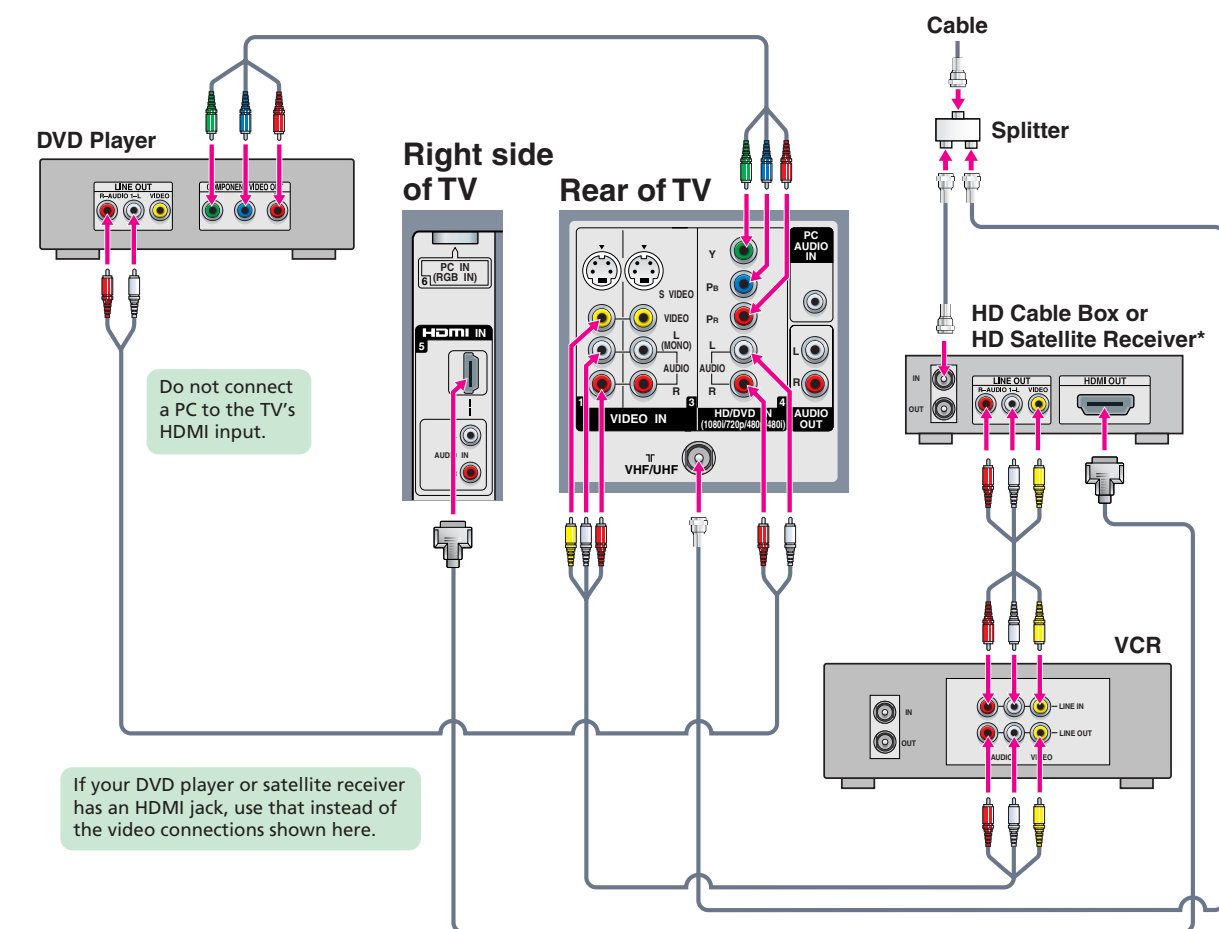 Cable
Splitter
DVD Player
LINE OUT
R–AUDIO 1–L VIDEO
COMPONENT VIDEO OUT
Right side
of TV
PC IN
(RGB IN)
6
HDMI IN
5
AUDIO IN
Rear of TV
S VIDEO
VIDEO
L
(MONO)
AUDIO
R
1
VIDEO IN
3
Y
PB
PR
L
AUDIO
R
4
HD/DVD IN
(1080i/720p/480p/480i)
PC
AUDIO
IN
L
R
AUDIO
OUT
VHF/UHF
Do not connect
a PC to the TV's
HDMI input.
HD Cable Box or
HD Satellite Receiver*
IN
OUT
LINE OUT
R–AUDIO 1–L VIDEO
HDMI OUT
VCR
IN
OUT
LINE IN
LINE OUT
AUDIO VIDEO
If your DVD player or satellite receiver
has an HDMI jack, use that instead of
the video connections shown here.